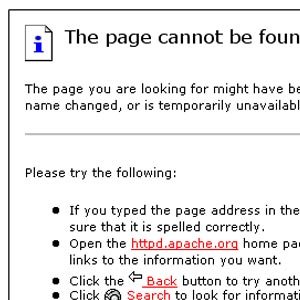 The page cannot be foun
The page you are looking for might have be
name changed, or is temporarily unavailabl
Please try the following:
If you typed the page address in the
sure that it is spelled correctly.
Open the httpd.apache.org home pa
links to the information you want.
Click the Back button to try anoth
Click Search to look for informati